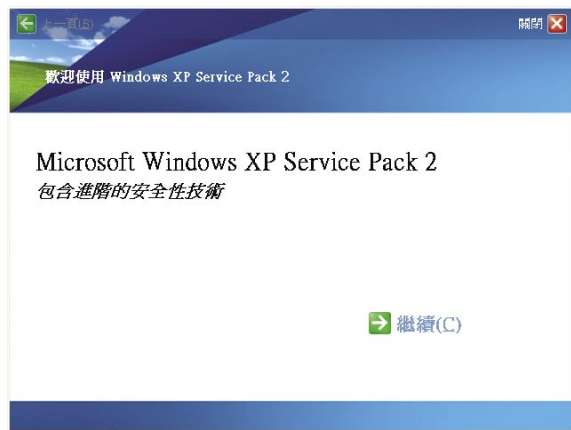 上一頁(B)
關閉
歡迎使用 Windows XP Service Pack 2
Microsoft Windows XP Service Pack 2
包含進階的安全性技術
繼續(C)